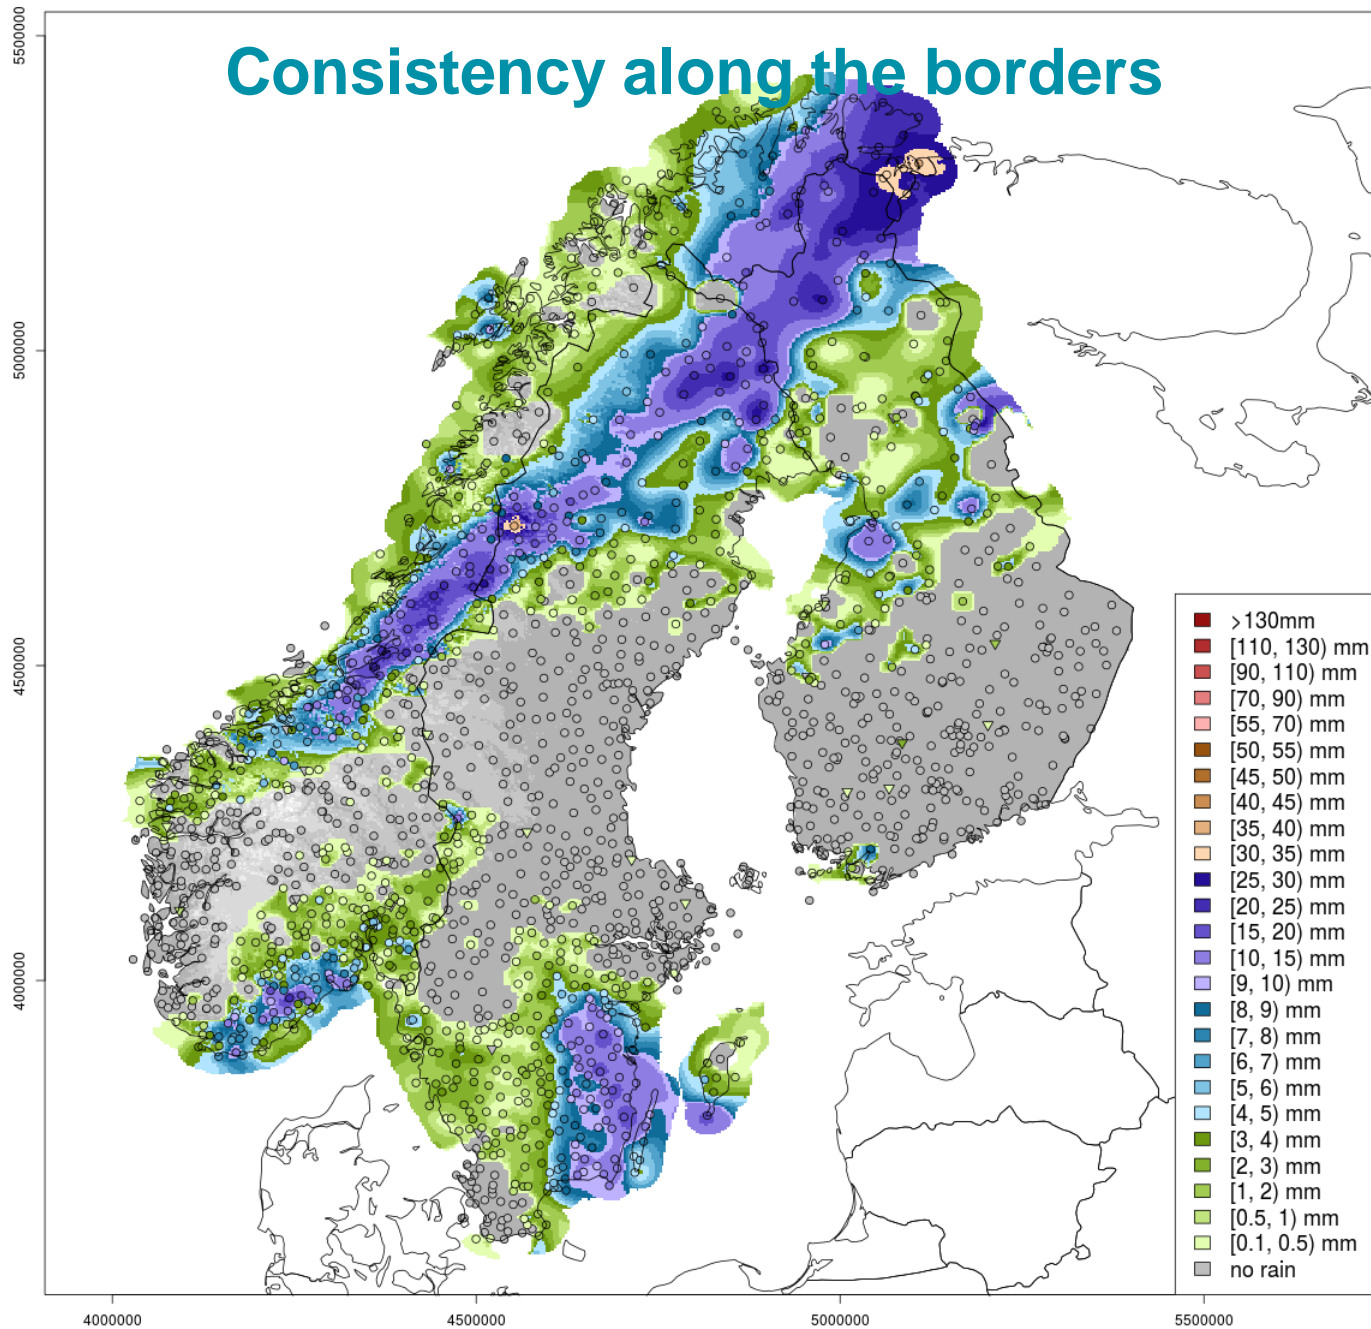 Consistency along the borders
5500000
5000000
4500000
4000000
>130mm
[110, 130) mm
[90, 110) mm
[70, 90) mm
[55, 70) mm
[50, 55) mm
[45, 50) mm
[40, 45) mm
[35, 40) mm
[30, 35) mm
[25, 30) mm
[20, 25) mm
[15, 20) mm
[10, 15) mm
[9, 10) mm
[8, 9) mm
[7, 8) mm
[6, 7) mm
[5, 6) mm
[4, 5) mm
[3, 4) mm
[2, 3) mm
[1, 2) mm
[0.5, 1) mm
[0.1, 0.5) mm
no rain
4000000 4500000 5000000 5500000